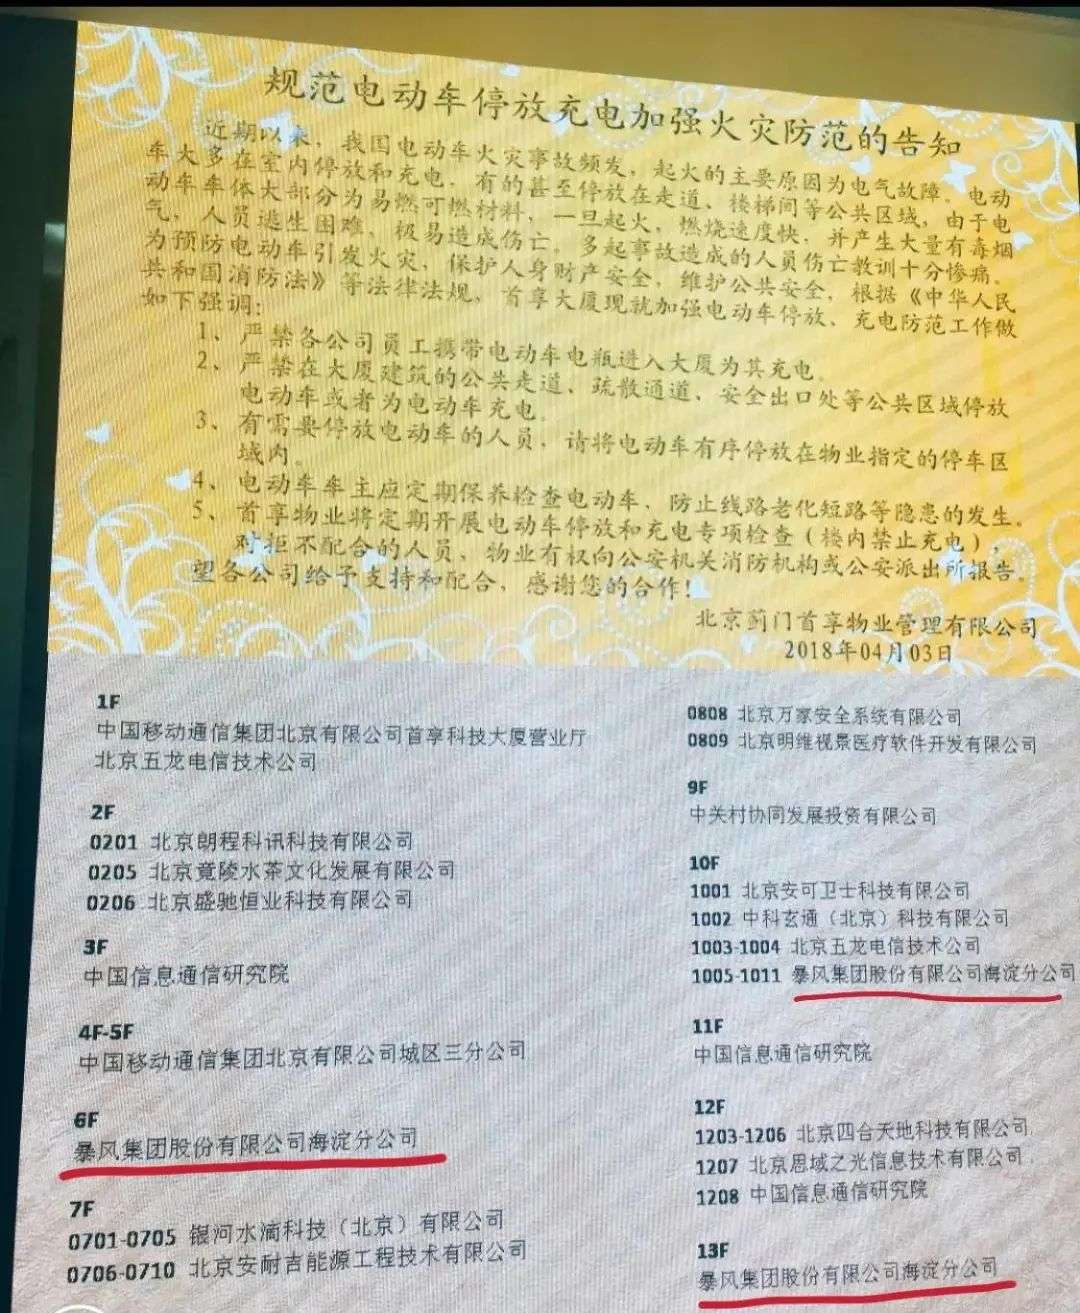 规范电动车停放充电加强火灾防范的告知
近期以来，我国电动车火灾事故频发，起火的主要原因为电气故障。电动
车大多在室内停放和充电，有的甚至停放在走道、楼梯间等公共区域，由于电
动车车体大部分为易燃可燃材料，一旦起火，燃烧速度快，并产生大量有毒烟
气，人员逃生困难，极易造成伤亡，多起事故造成的人员伤亡教训十分惨痛。
为预防电动车引发火灾，保护人身财产安全，维护公共安全，根据《中华人民
共和国消防法》等法律法规，首享大厦现就加强电动车停放、充电防范工作做
如下强调：
1、严禁各公司员工携带电动车电瓶进入大厦为其充电。
2、严禁在大厦建筑的公共走道、疏散通道、安全出口处等公共区域停放
电动车或者为电动车充电。
3、有需要停放电动车的人员，请将电动车有序停放在物业指定的停车区
域内。
4、电动车车主应定期保养检查电动车，防止线路老化短路等隐患的发生。
5、首享物业将定期开展电动车停放和充电专项检查（楼内禁止充电），
对拒不配合的人员，物业有权向公安机关消防机构或公安派出所报告。
望各公司给予支持和配合，感谢您的合作！
北京蓟门首享物业管理有限公司
2018年04月03日
1F
中国移动通信集团北京有限公司首享科技大厦营业厅
北京五龙电信技术公司
2F
0201 北京朗程科讯科技有限公司
0205 北京竟陵水茶文化发展有限公司
0206 北京盛驰恒业科技有限公司
3F
中国信息通信研究院
4F-5F
中国移动通信集团北京有限公司城区三分公司
6F
暴风集团股份有限公司海淀分公司
7F
0701-0705 银河水滴科技（北京）有限公司
0706-0710 北京安耐吉能源工程技术有限公司
0808 北京万家安全系统有限公司
0809 北京明维视景医疗软件开发有限公司
9F
中关村协同发展投资有限公司
10F
1001 北京安可卫士科技有限公司
1002 中科玄通（北京）科技有限公司
1003-1004 北京五龙电信技术公司
1005-1011 暴风集团股份有限公司海淀分公司
11F
中国信息通信研究院
12F
1203-1206 北京四台天地科技有限公司
1207 北京思域之光信息技术有限公司
1208 中国信息通信研究院
13F
暴风集团股份有限公司海淀分公司